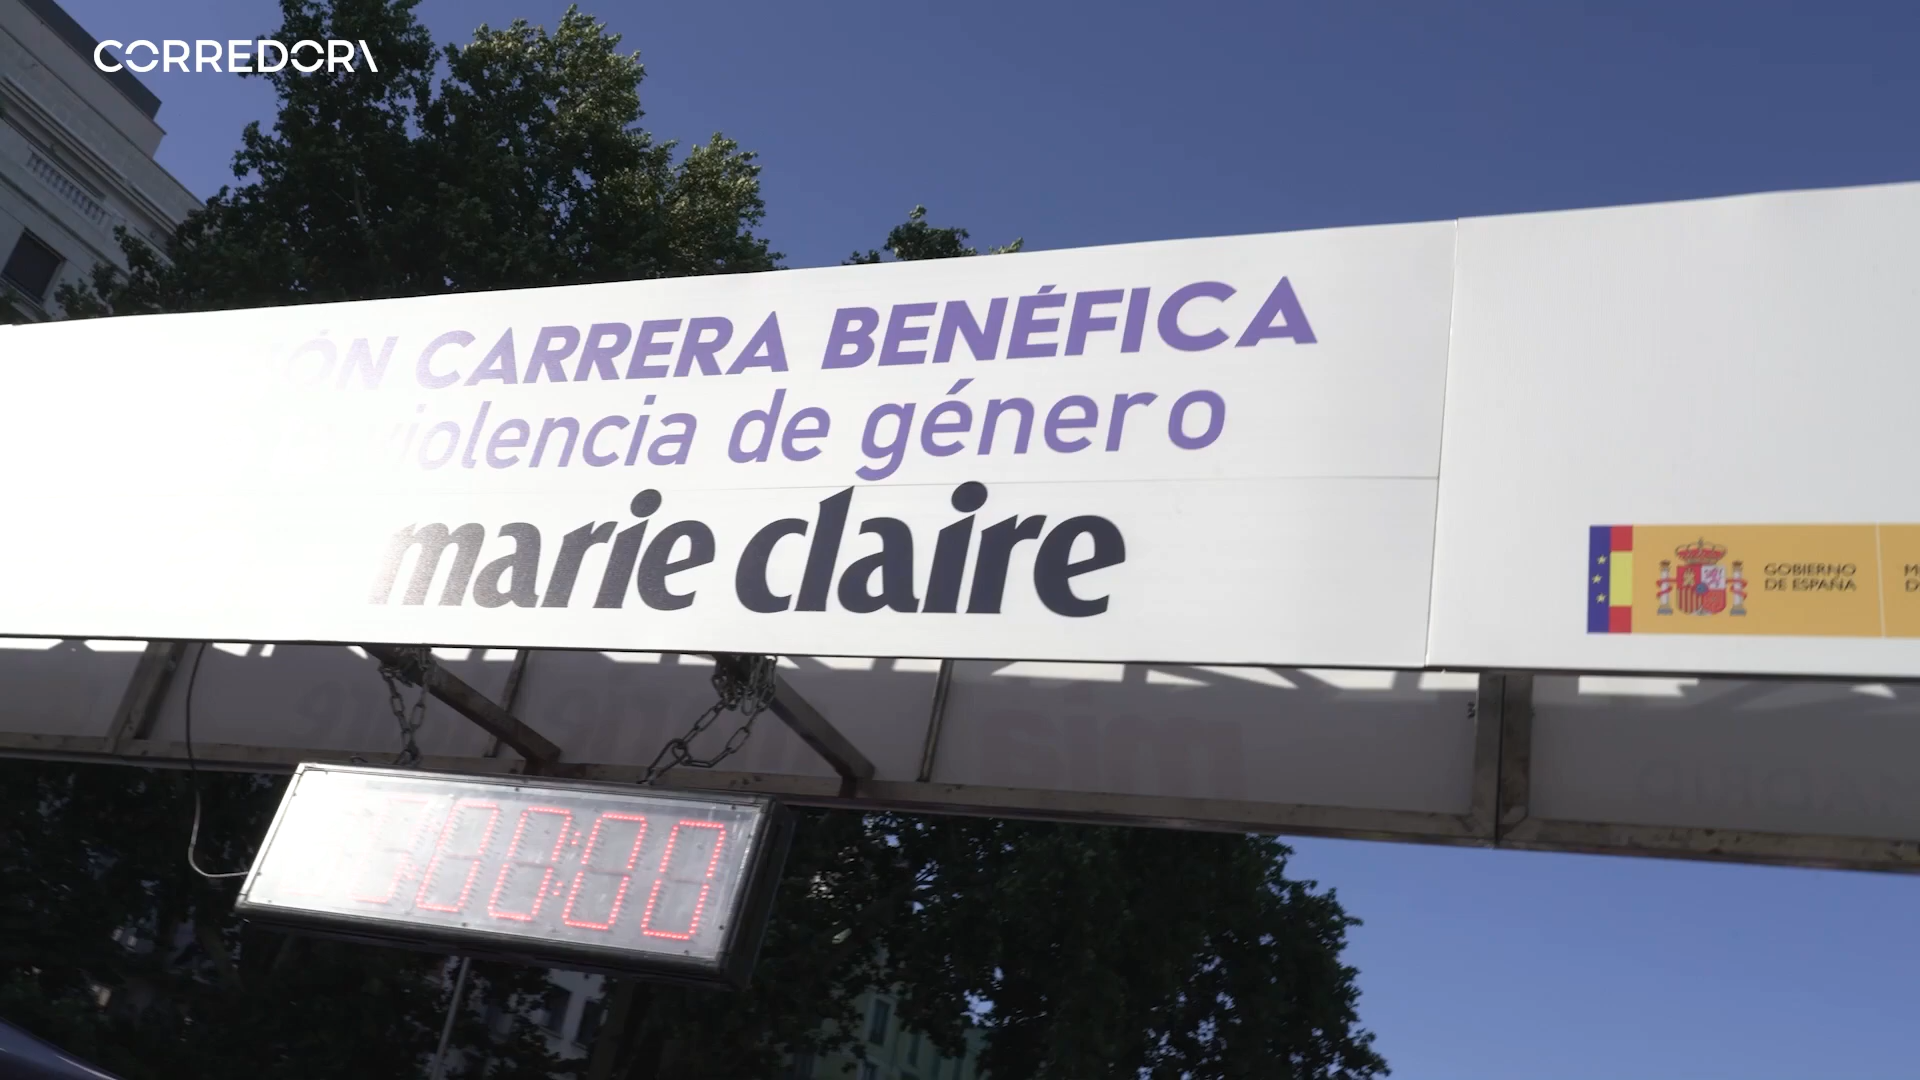 CORREDORA
CARRERA BENÉFICA
violencia de género
marie claire
GOBIERNO
DE ESPAÑA
00:00